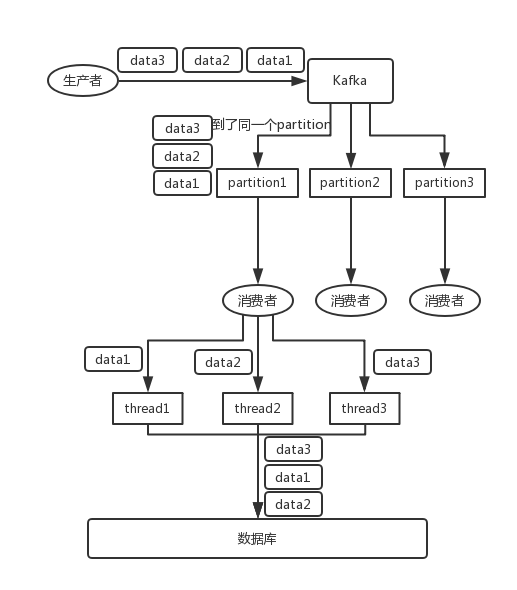 data3 data2 data1
生产者
Kafka
data3 到了同一个partition
data2
data1
partition1 partition2 partition3
消费者 消费者 消费者
data1 data2 data3
thread1 thread2 thread3
data3
data1
data2
数据库